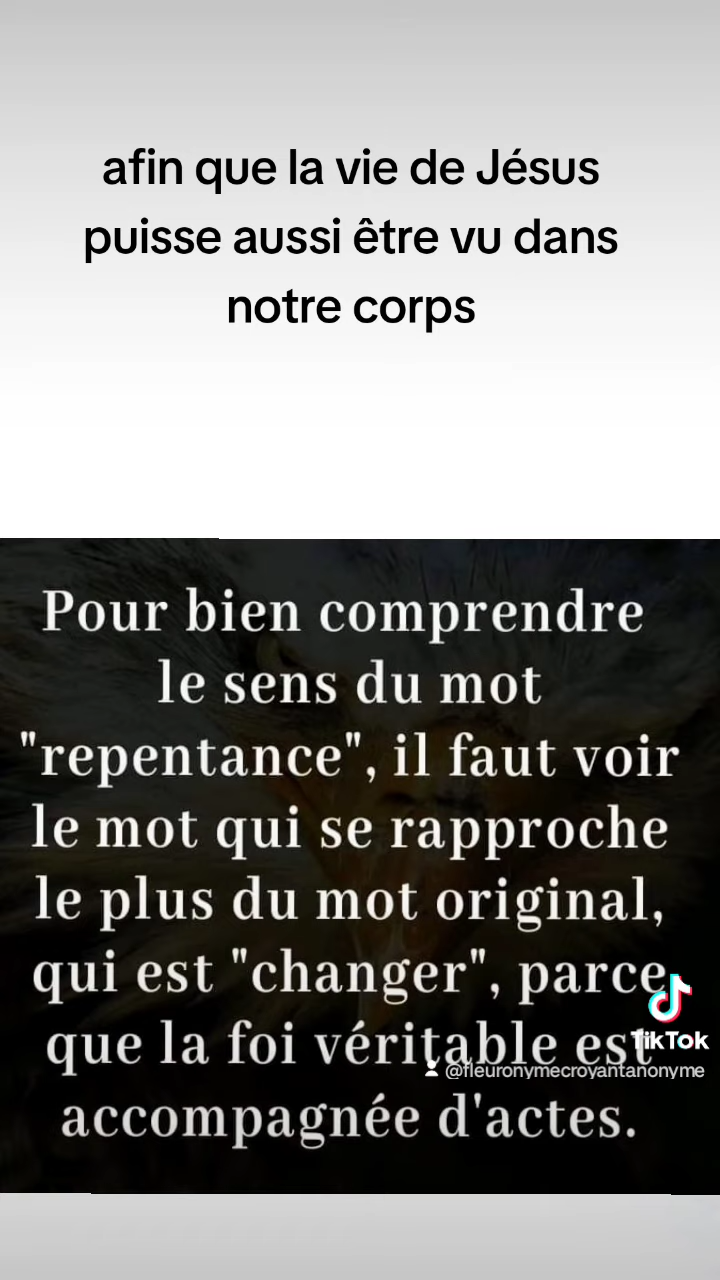 afin que la vie de Jésus
puisse aussi être vu dans
notre corps
Pour bien comprendre
le sens du mot
"repentance", il faut voir
le mot qui se rapproche
le plus du mot original,
qui est "changer", parce
que la foi véritable est
TikTok
@fleuronymecroyantanonyme
accompagnée d'actes.